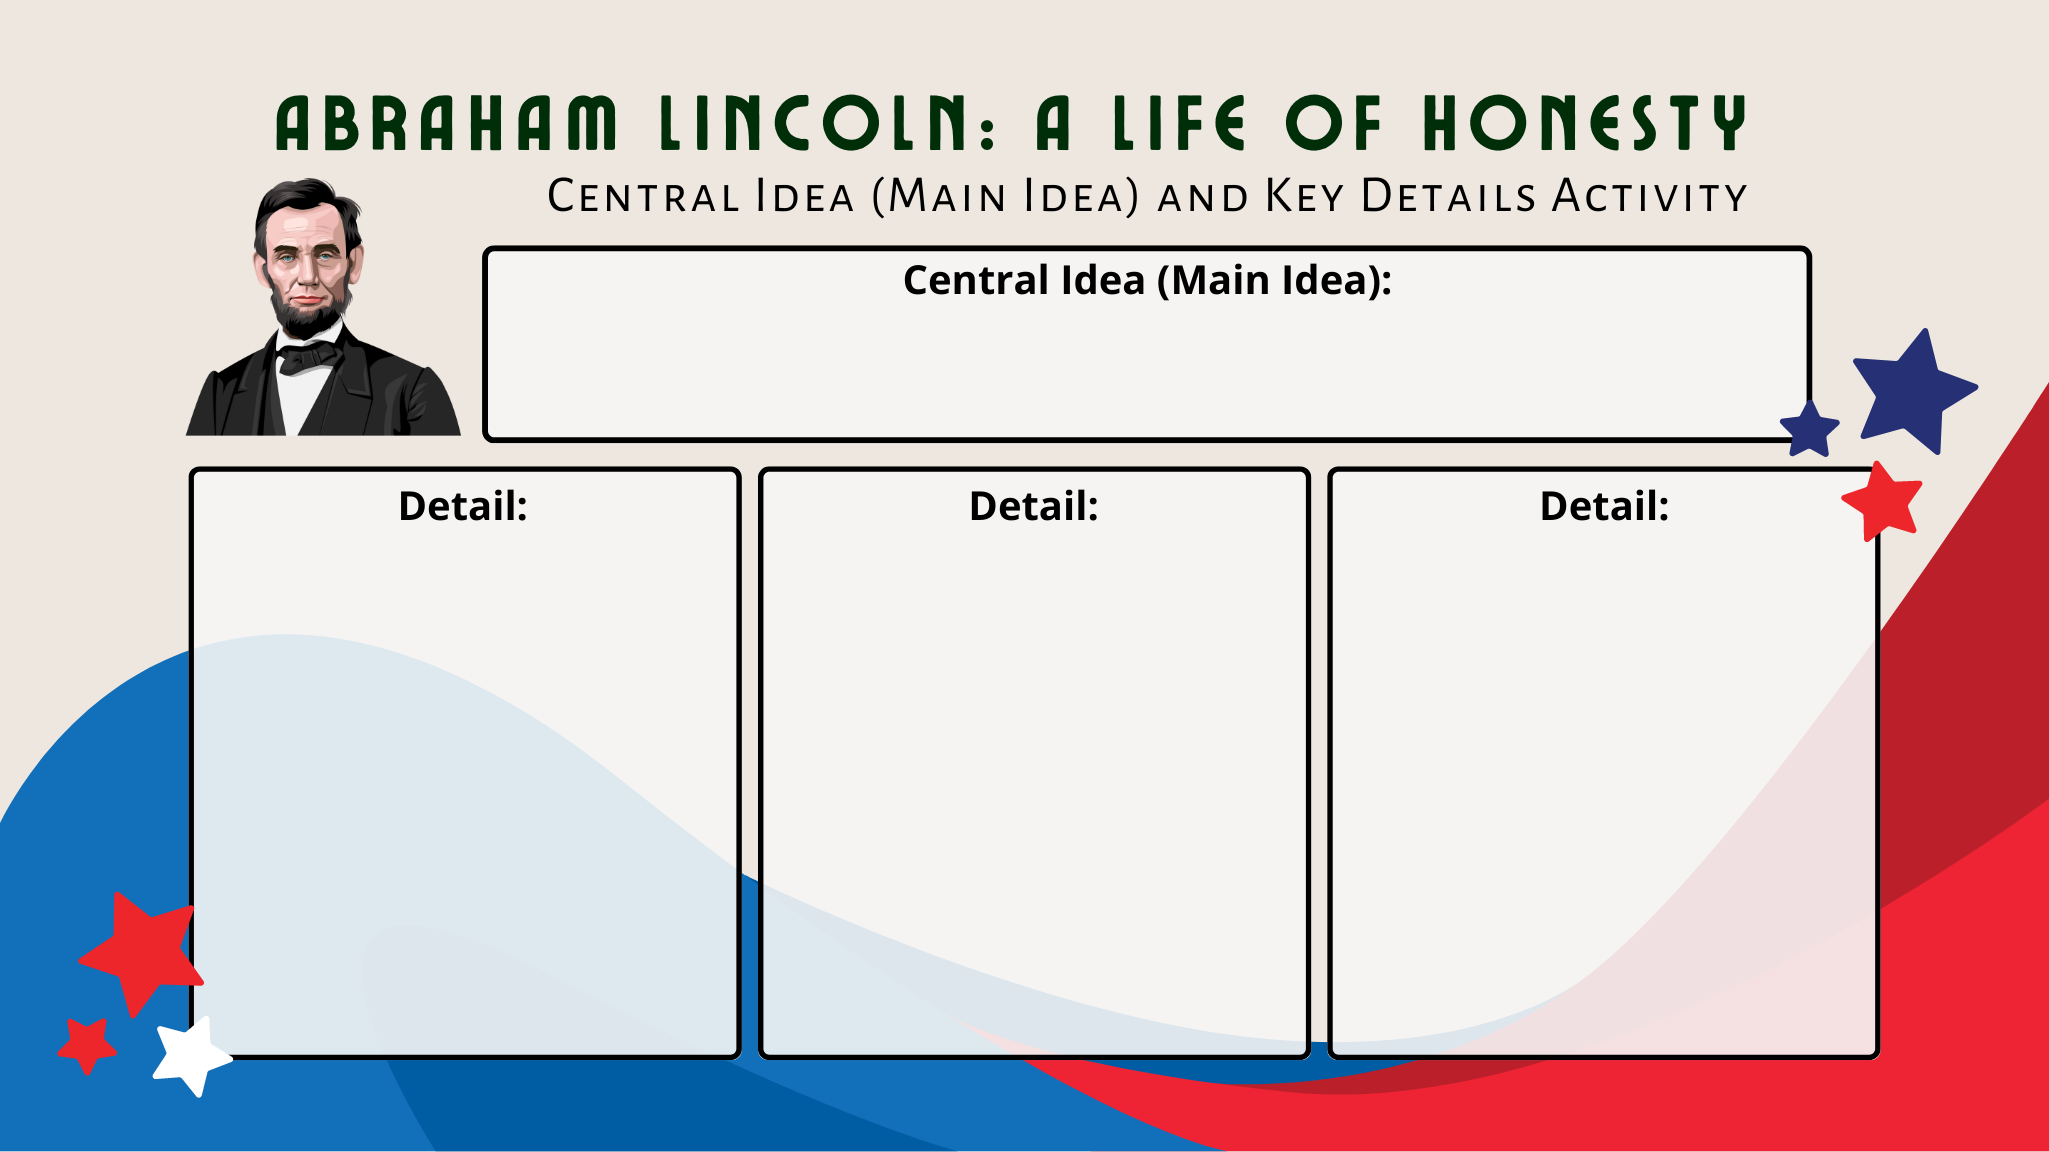 ABRAHAM LINCOLN: A LIFE OF HONESTY
CENTRAL IDEA (MAIN IDEA) AND KEY DETAILS ACTIVITY
Central Idea (Main Idea):
Detail:
Detail:
Detail: